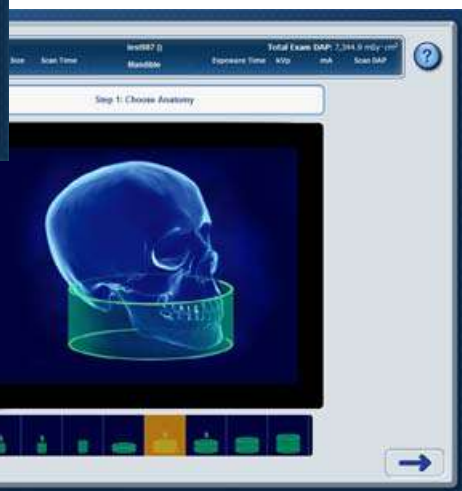 test987 () Total Exam DAP: 7,344.9 mGy·cm²
Size Scan Time Mandible Exposure Time kVp mA Scan DAP
?
Step 1: Choose Anatomy